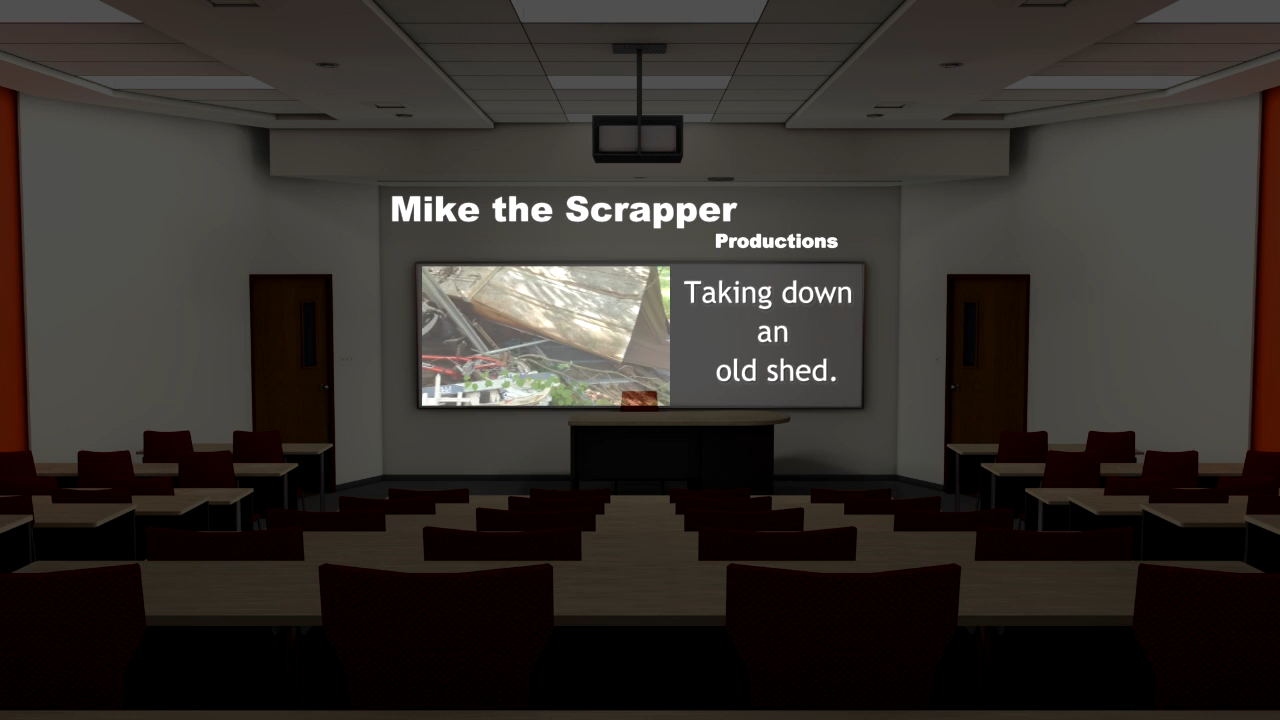 Mike the Scrapper
Productions
Taking down
an
old shed.